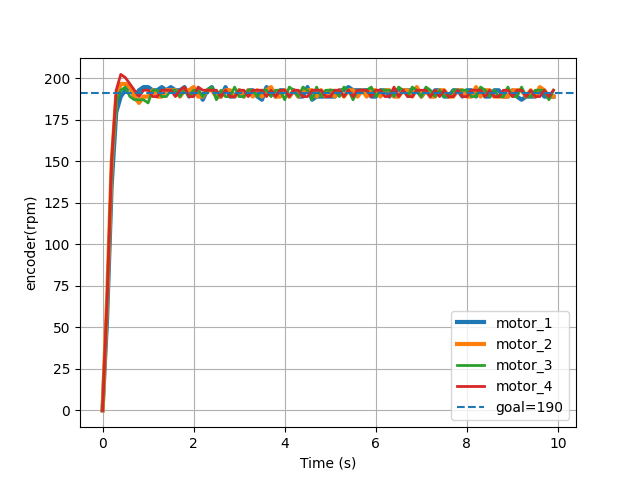 200
175
150
125
100
75
50
25
0
encoder(rpm)
motor_1
motor_2
motor_3
motor_4
goal=190
0 2 4 6 8 10
Time (s)